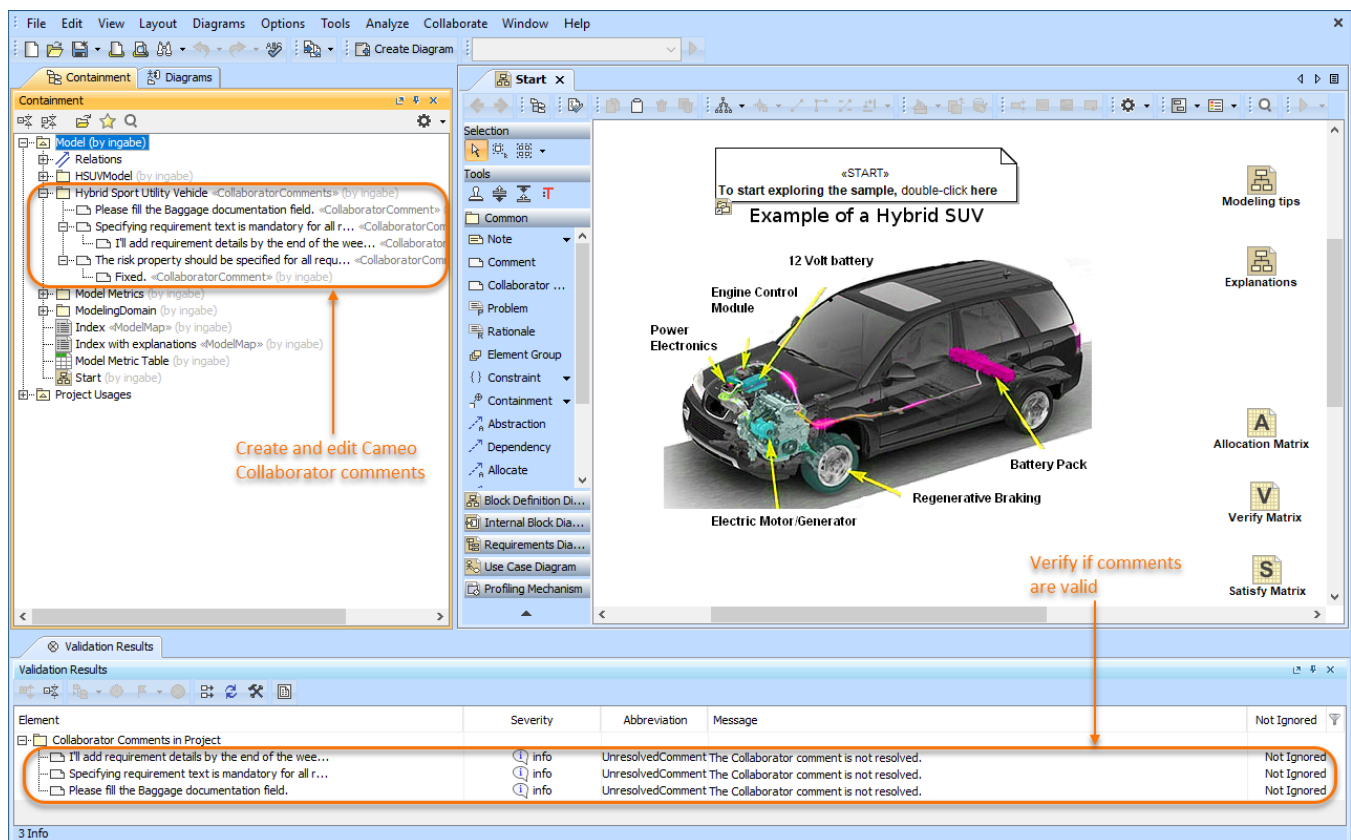 File Edit View Layout Diagrams Options Tools Analyze Collaborate Window Help
Create Diagram
Containment Diagrams
Containment
Model (by ingabe)
Relations
HSUVModel (by ingabe)
Hybrid Sport Utility Vehicle «CollaboratorComments» (by ingabe)
Please fill the Baggage documentation field. «CollaboratorComment»
Specifying requirement text is mandatory for all r... «CollaboratorCom
I'll add requirement details by the end of the wee... «Collaborator
The risk property should be specified for all requ... «CollaboratorCom
Fixed. «CollaboratorComment» (by ingabe)
Model Metrics (by ingabe)
ModelingDomain (by ingabe)
Index «ModelMap» (by ingabe)
Index with explanations «ModelMap» (by ingabe)
Model Metric Table (by ingabe)
Start (by ingabe)
Project Usages
Create and edit Cameo
Collaborator comments
Start
Selection
Tools
Common
Note
Comment
Collaborator ...
Problem
Rationale
Element Group
Constraint
Containment
Abstraction
Dependency
Allocate
Block Definition Di...
Internal Block Dia...
Requirements Dia...
Use Case Diagram
Profiling Mechanism
«START»
To start exploring the sample, double-click here
Example of a Hybrid SUV
12 Volt battery
Engine Control
Module
Power
Electronics
Battery Pack
Regenerative Braking
Electric Motor/Generator
Modeling tips
Explanations
A
Allocation Matrix
V
Verify Matrix
S
Satisfy Matrix
Verify if comments
are valid
Validation Results
Validation Results
Element Severity Abbreviation Message Not Ignored
Collaborator Comments in Project
I'll add requirement details by the end of the wee... info UnresolvedComment The Collaborator comment is not resolved. Not Ignored
Specifying requirement text is mandatory for all r... info UnresolvedComment The Collaborator comment is not resolved. Not Ignored
Please fill the Baggage documentation field. info UnresolvedComment The Collaborator comment is not resolved. Not Ignored
3 Info